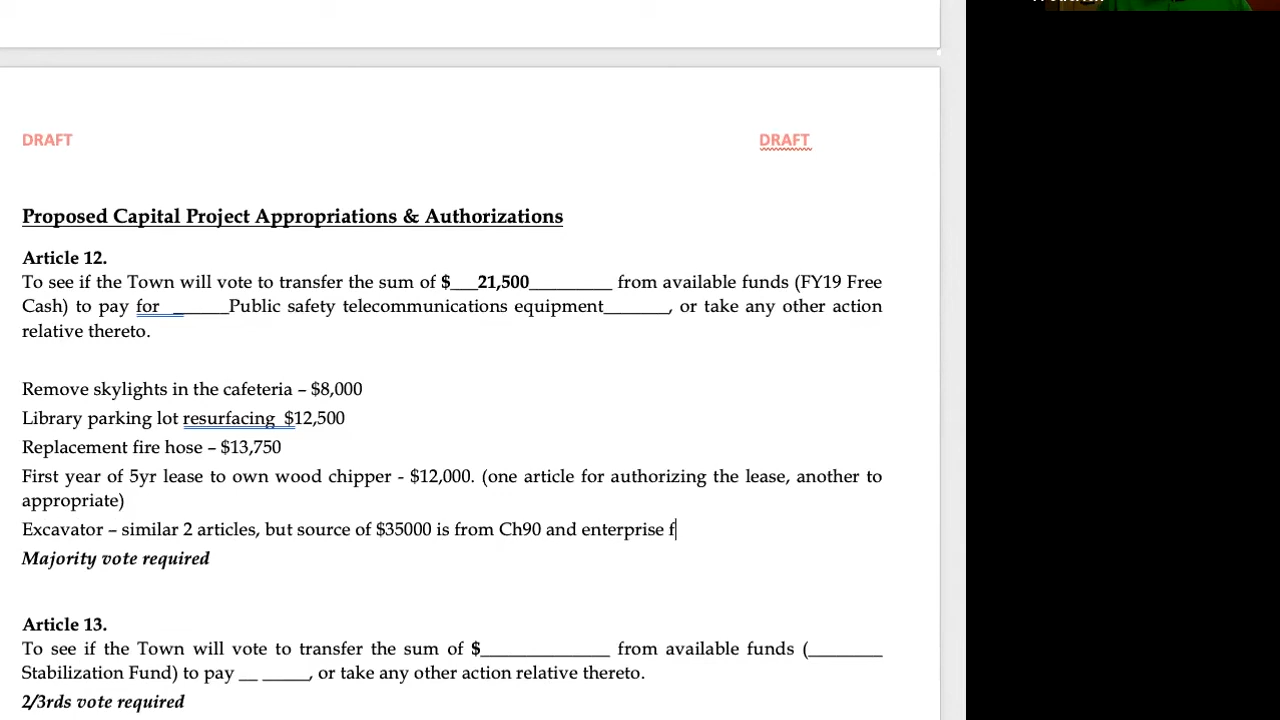 DRAFT DRAFT
Proposed Capital Project Appropriations & Authorizations
Article 12.
To see if the Town will vote to transfer the sum of $___21,500_________ from available funds (FY19 Free
Cash) to pay for ______Public safety telecommunications equipment_______, or take any other action
relative thereto.
Remove skylights in the cafeteria – $8,000
Library parking lot resurfacing $12,500
Replacement fire hose – $13,750
First year of 5yr lease to own wood chipper - $12,000. (one article for authorizing the lease, another to
appropriate)
Excavator – similar 2 articles, but source of $35000 is from Ch90 and enterprise f
Majority vote required
Article 13.
To see if the Town will vote to transfer the sum of $______________ from available funds (________
Stabilization Fund) to pay __ _____, or take any other action relative thereto.
2/3rds vote required